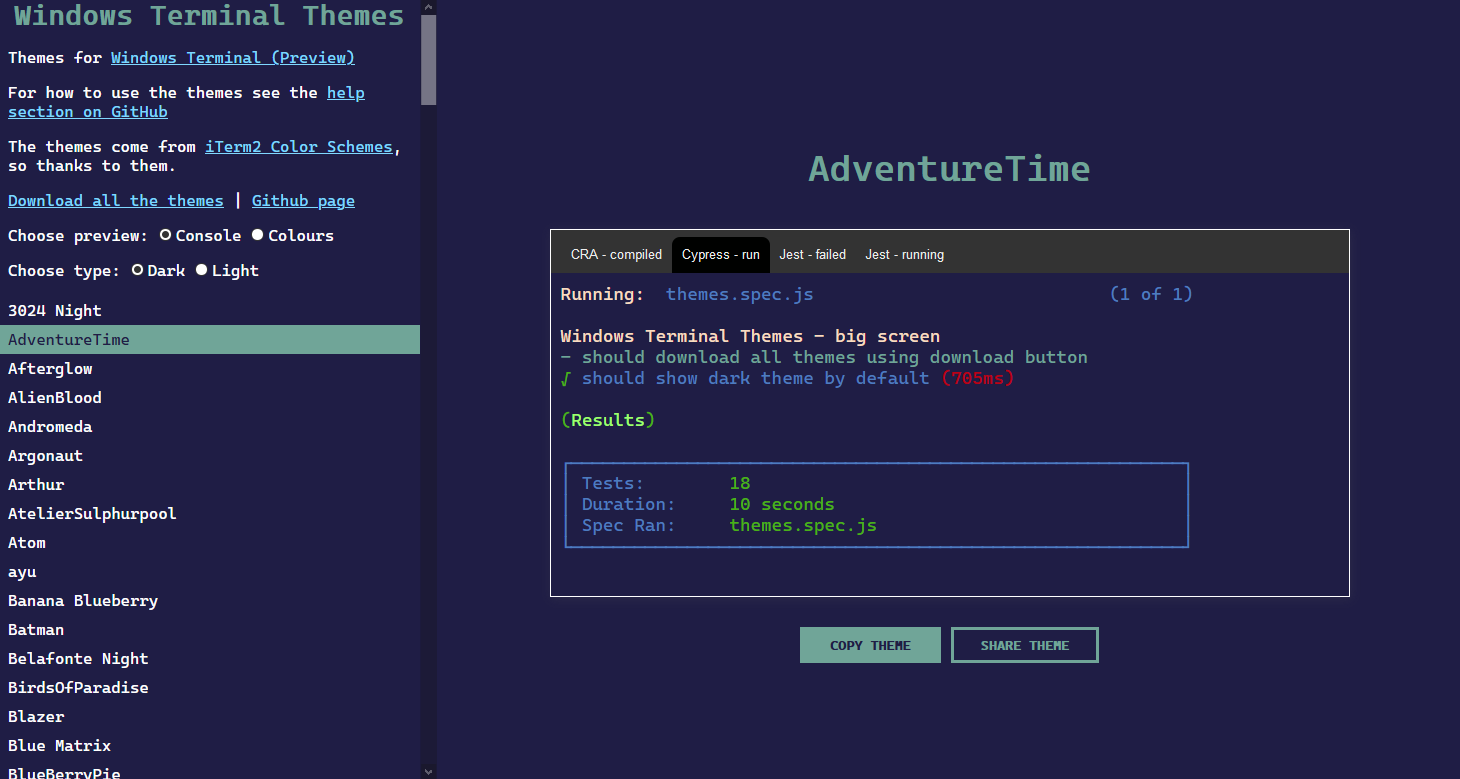 Windows Terminal Themes
Themes for Windows Terminal (Preview)
For how to use the themes see the help
section on GitHub
The themes come from iTerm2 Color Schemes,
so thanks to them.
Download all the themes | Github page
Choose preview: Console Colours
Choose type: Dark Light
3024 Night
AdventureTime
Afterglow
AlienBlood
Andromeda
Argonaut
Arthur
AtelierSulphurpool
Atom
ayu
Banana Blueberry
Batman
Belafonte Night
BirdsOfParadise
Blazer
Blue Matrix
BlueBerryPie
AdventureTime
CRA - compiled Cypress - run Jest - failed Jest - running
Running: themes.spec.js (1 of 1)
Windows Terminal Themes - big screen
- should download all themes using download button
√ should show dark theme by default (705ms)
(Results)
Tests: 18
Duration: 10 seconds
Spec Ran: themes.spec.js
COPY THEME SHARE THEME